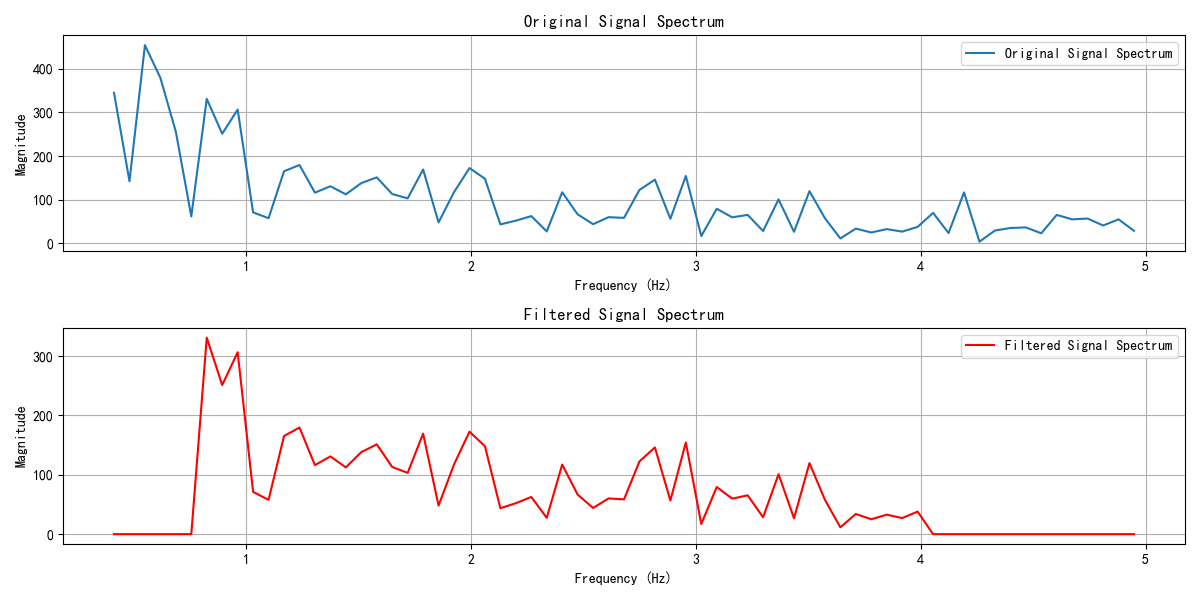 Original Signal Spectrum
Original Signal Spectrum
Magnitude
400
300
200
100
0
1 2 3 4 5
Frequency (Hz)
Filtered Signal Spectrum
Filtered Signal Spectrum
Magnitude
300
200
100
0
1 2 3 4 5
Frequency (Hz)